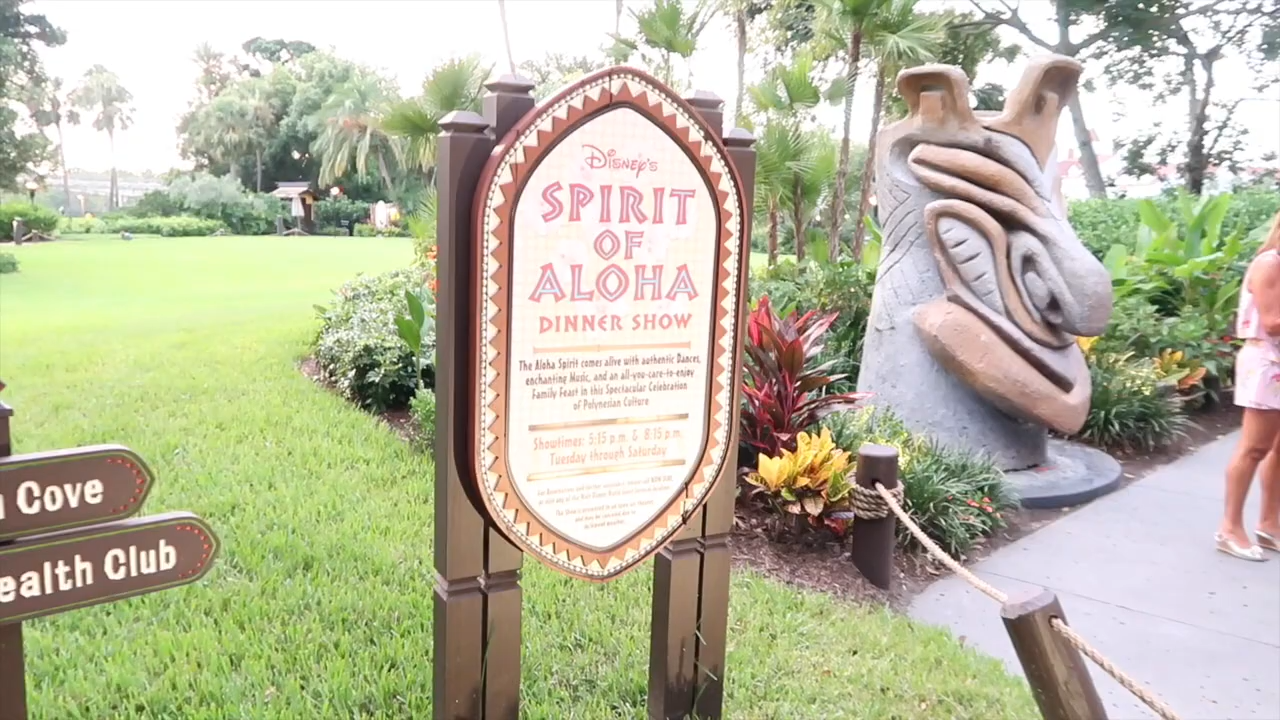 Disney's
SPIRIT
OF
ALOHA
DINNER SHOW
The Aloha Spirit comes alive with authentic Dances,
enchanting Music, and an all-you-care-to-enjoy
Family Feast in this Spectacular Celebration
of Polynesian Culture
Showtimes: 5:15 p.m. & 8:15 p.m.
Tuesday through Saturday
Cove
ealth Club